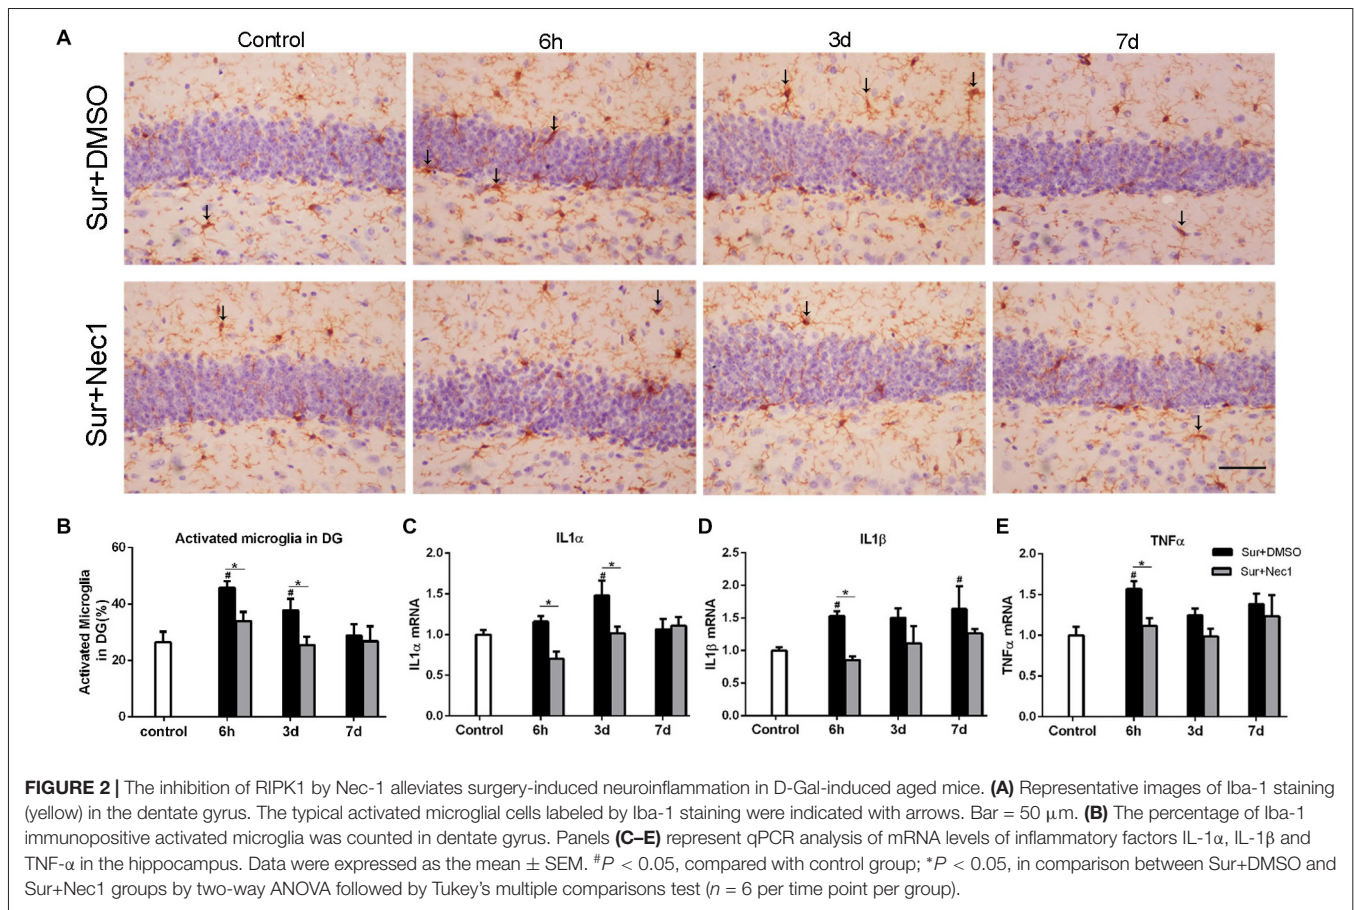 A
Control
6h
3d
7d
Sur+DMSO
Sur+Nec1
B
Activated microglia in DG
Activated Microglia
in DG(%)
60
40
20
0
#
*
#
*
control
6h
3d
7d
C
IL1α
IL1α mRNA
2.0
1.5
1.0
0.5
0.0
*
#
*
Control
6h
3d
7d
D
IL1β
IL1β mRNA
2.5
2.0
1.5
1.0
0.5
0.0
#
*
#
Control
6h
3d
7d
E
TNFα
TNFα mRNA
2.0
1.5
1.0
0.5
0.0
#
*
Control
6h
3d
7d
Sur+DMSO
Sur+Nec1
FIGURE 2 | The inhibition of RIPK1 by Nec-1 alleviates surgery-induced neuroinflammation in D-Gal-induced aged mice. (A) Representative images of Iba-1 staining
(yellow) in the dentate gyrus. The typical activated microglial cells labeled by Iba-1 staining were indicated with arrows. Bar = 50 μm. (B) The percentage of Iba-1
immunopositive activated microglia was counted in dentate gyrus. Panels (C–E) represent qPCR analysis of mRNA levels of inflammatory factors IL-1α, IL-1β and
TNF-α in the hippocampus. Data were expressed as the mean ± SEM. #P < 0.05, compared with control group; *P < 0.05, in comparison between Sur+DMSO and
Sur+Nec1 groups by two-way ANOVA followed by Tukey's multiple comparisons test (n = 6 per time point per group).